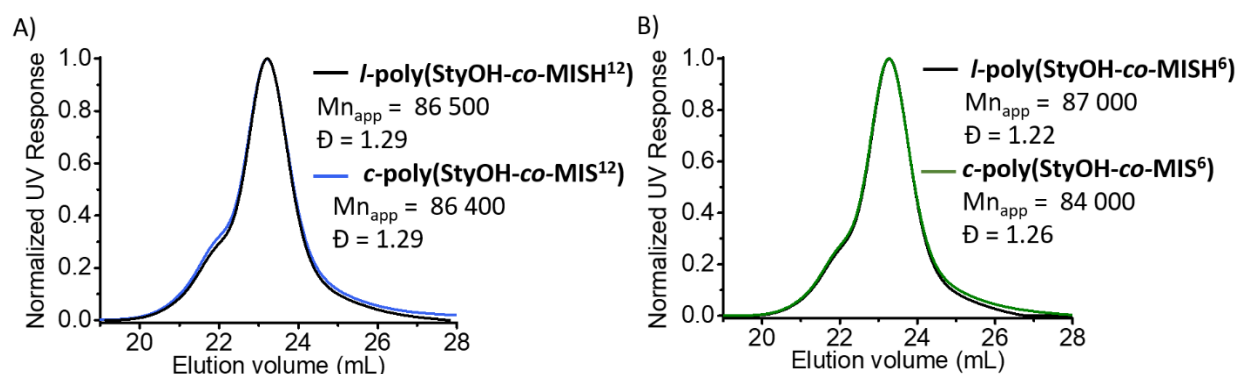 A)
Normalized UV Response
1.0
0.8
0.6
0.4
0.2
0.0
l-poly(StyOH-co-MISH¹²)
Mnₐₚₚ = 86 500
Đ = 1.29
c-poly(StyOH-co-MIS¹²)
Mnₐₚₚ = 86 400
Đ = 1.29
20 22 24 26 28
Elution volume (mL)
B)
Normalized UV Response
1.0
0.8
0.6
0.4
0.2
0.0
l-poly(StyOH-co-MISH⁶)
Mnₐₚₚ = 87 000
Đ = 1.22
c-poly(StyOH-co-MIS⁶)
Mnₐₚₚ = 84 000
Đ = 1.26
20 22 24 26 28
Elution volume (mL)